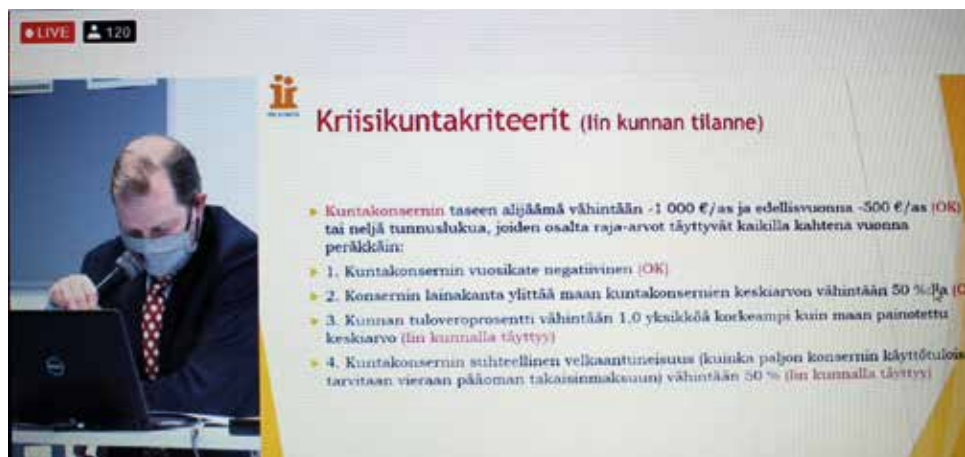 LIVE 120
Kriisikuntakriteerit (Iin kunnan tilanne)
Kuntakonsernin taseen alijäämä vähintään -1 000 €/as ja edellisvuonna -500 €/as (OK)
tai neljä tunnuslukua, joiden osalta raja-arvot täyttyvät kaikilla kahtena vuonna
peräkkäin:
1. Kuntakonsernin vuosikate negatiivinen (OK)
2. Konsernin lainakanta ylittää maan kuntakonsernien keskiarvon vähintään 50 %:lla (O
3. Kunnan tuloveroprosentti vähintään 1.0 yksikköä korkeampi kuin maan painotettu
keskiarvo (Iin kunnalla täyttyy)
4. Kuntakonsernin suhteellinen velkaantuneisuus (kuinka paljon konsernin käyttötulois
tarvitaan vieraan pääoman takaisinmaksuun) vähintään 50 % (Iin kunnalla täyttyy)
DELL